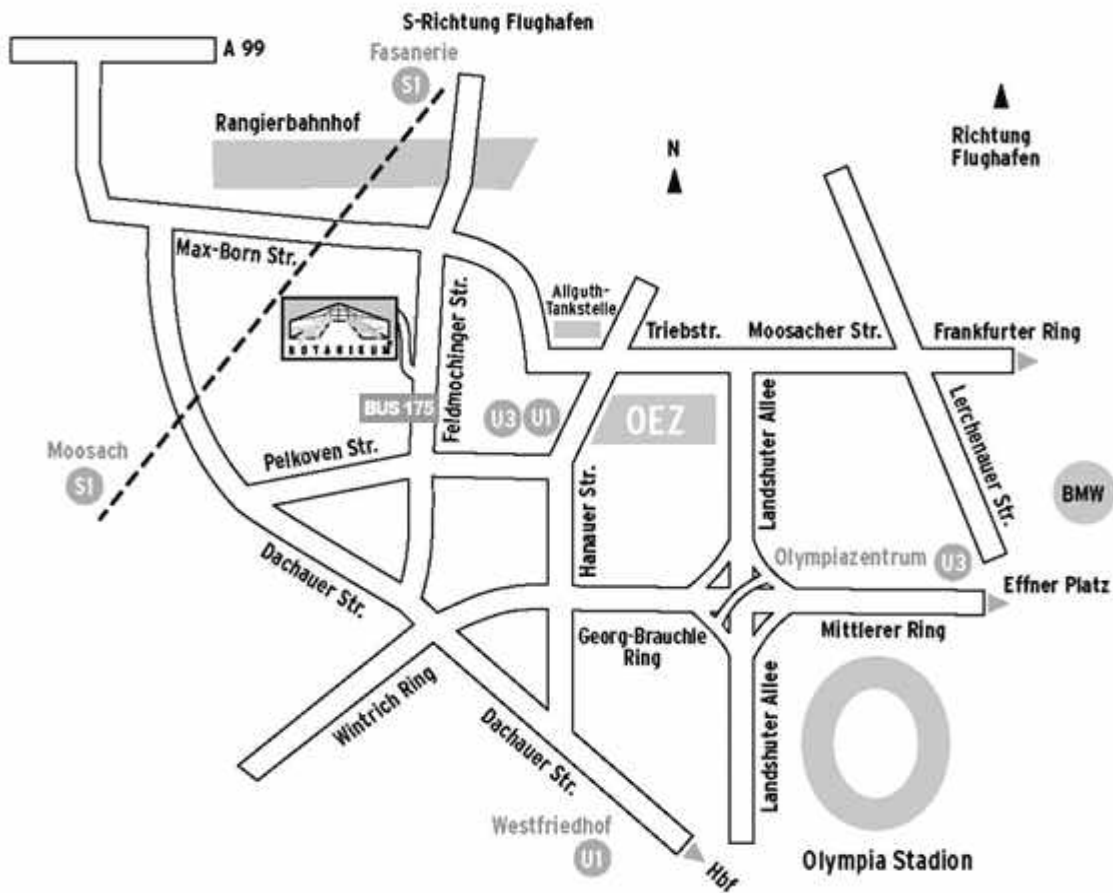 S-Richtung Flughafen
A 99
Fasanerie
S1
Rangierbahnhof
N
Richtung
Flughafen
Max-Born Str.
Allguth-
Tankstelle
BOTANIKUM
Feldmochinger Str.
Triebstr.
Moosacher Str.
Frankfurter Ring
BUS 175
U3
U1
OEZ
Landshuter Allee
Lerchenauer Str.
Moosach
S1
Pelkoven Str.
BMW
Hanauer Str.
Olympiazentrum
U3
Dachauer Str.
Effner Platz
Georg-Brauchle
Ring
Mittlerer Ring
Wintrich Ring
Dachauer Str.
Landshuter Allee
Westfriedhof
U1
Hbf
Olympia Stadion